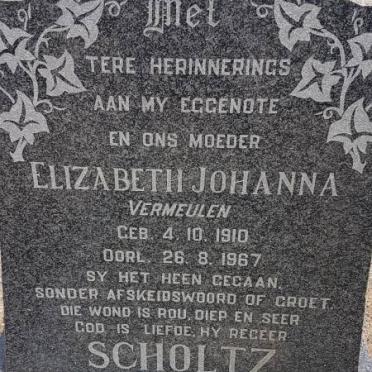 Met
TERE HERINNERINGS
AAN MY EGGENOTE
EN ONS MOEDER
ELIZABETH JOHANNA
VERMEULEN
GEB. 4. 10. 1910
OORL. 26. 8. 1967
SY HET HEEN GEGAAN,
SONDER AFSKEIDSWOORD OF GROET.
DIE WOND IS ROU, DIEP EN SEER
GOD IS LIEFDE, HY REGEER
SCHOLTZ